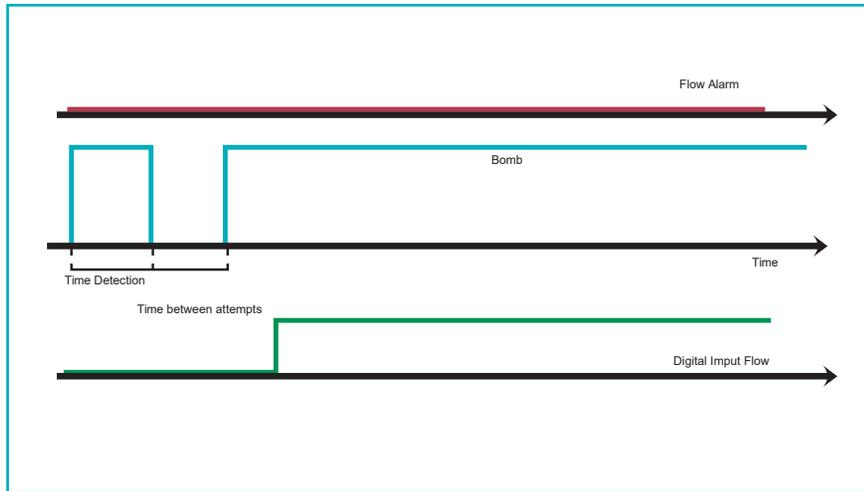 Flow Alarm
Bomb
Time
Time Detection
Time between attempts
Digital Imput Flow